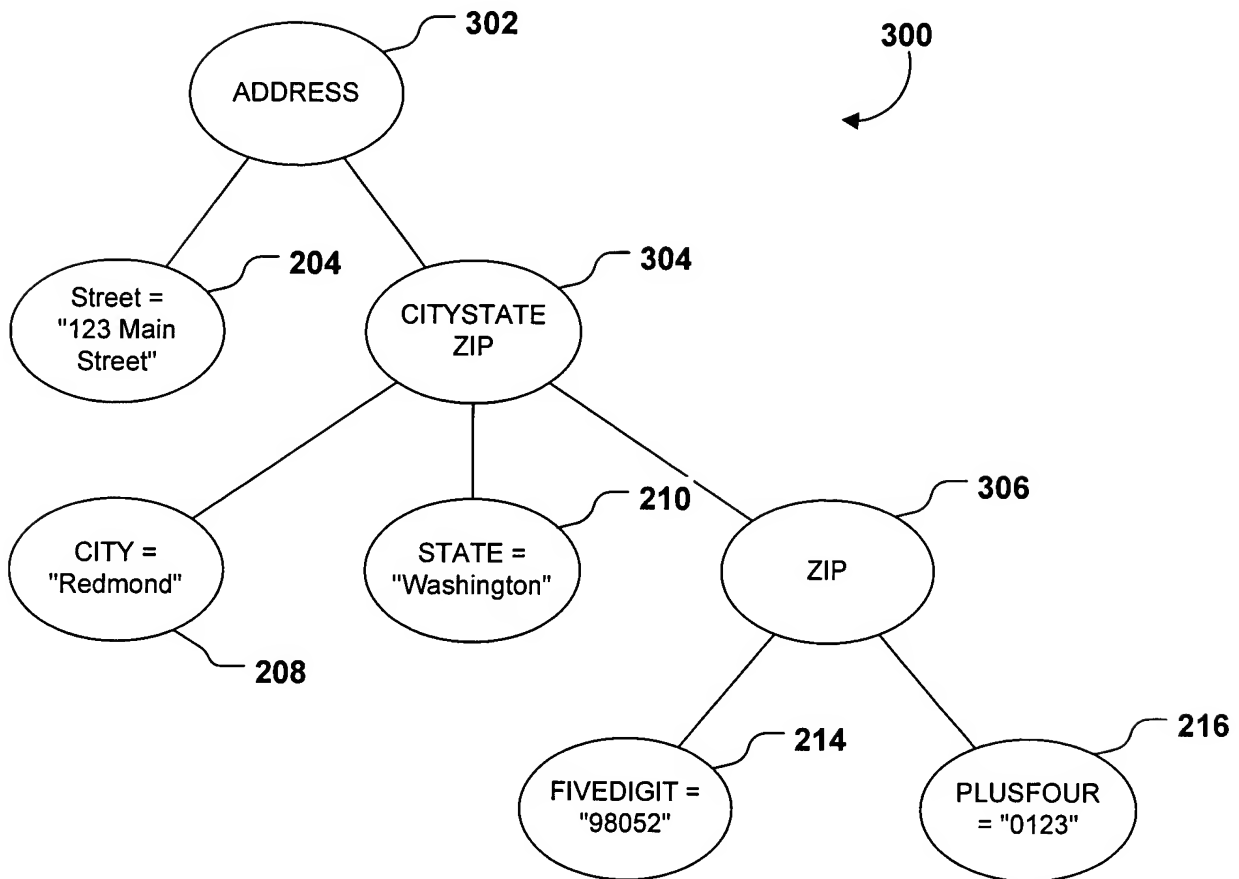 302
300
ADDRESS
204
304
Street =
"123 Main
Street"
CITYSTATE
ZIP
210
306
CITY =
"Redmond"
STATE =
"Washington"
ZIP
208
214
216
FIVEDIGIT =
"98052"
PLUSFOUR
= "0123"